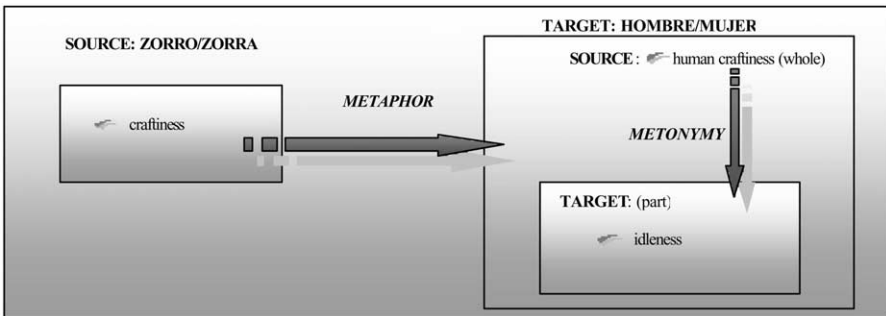 SOURCE: ZORRO/ZORRA
craftiness
METAPHOR
TARGET: HOMBRE/MUJER
SOURCE : human craftiness (whole)
METONYMY
TARGET: (part)
idleness